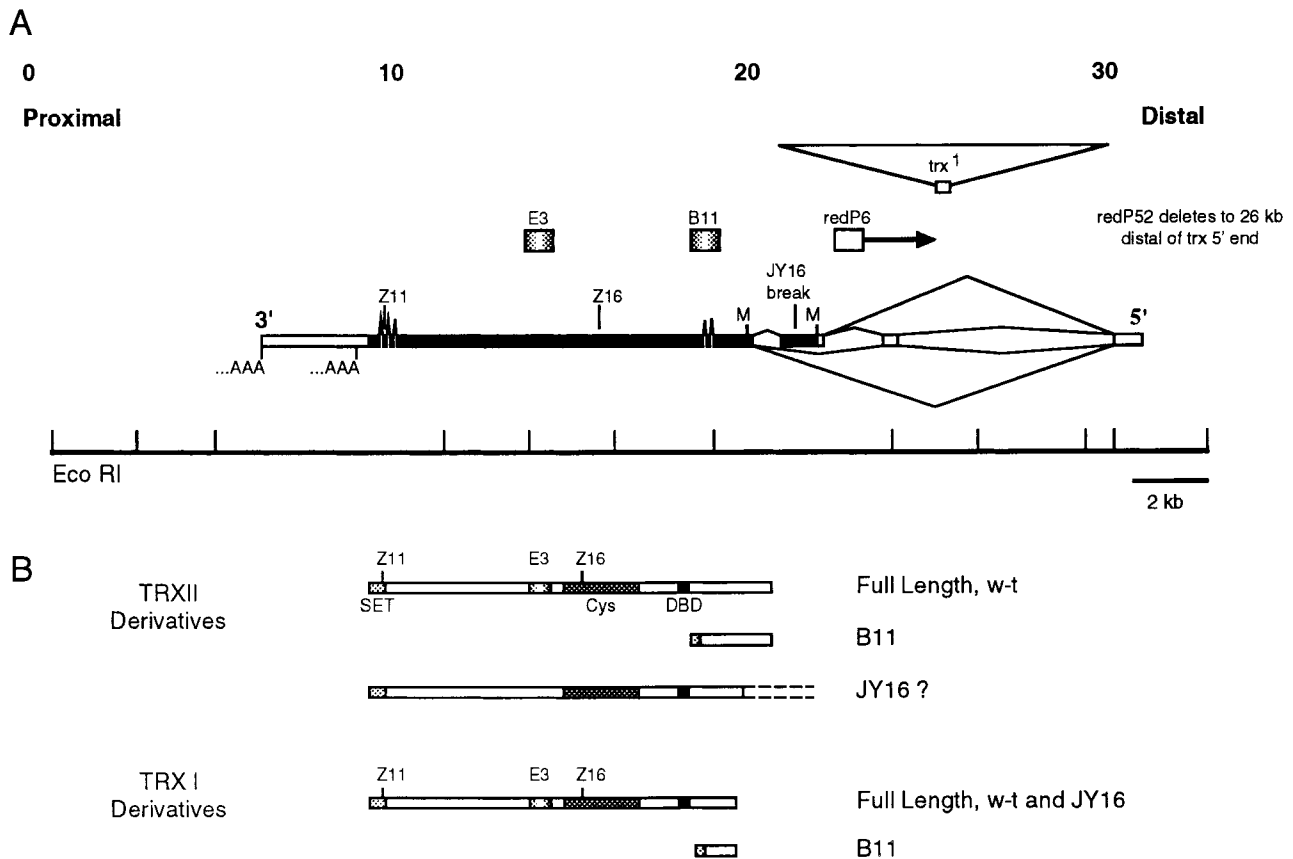 A
0 10 20 30
Proximal Distal
trx 1
E3 B11 redP6 redP52 deletes to 26 kb
distal of trx 5' end
JY16
break
Z11 Z16 M M
3' 5'
...AAA ...AAA
Eco RI
2 kb
B
Z11 E3 Z16
TRXII
Derivatives
Full Length, w-t
SET Cys DBD
B11
JY16 ?
Z11 E3 Z16
TRX I
Derivatives
Full Length, w-t and JY16
B11